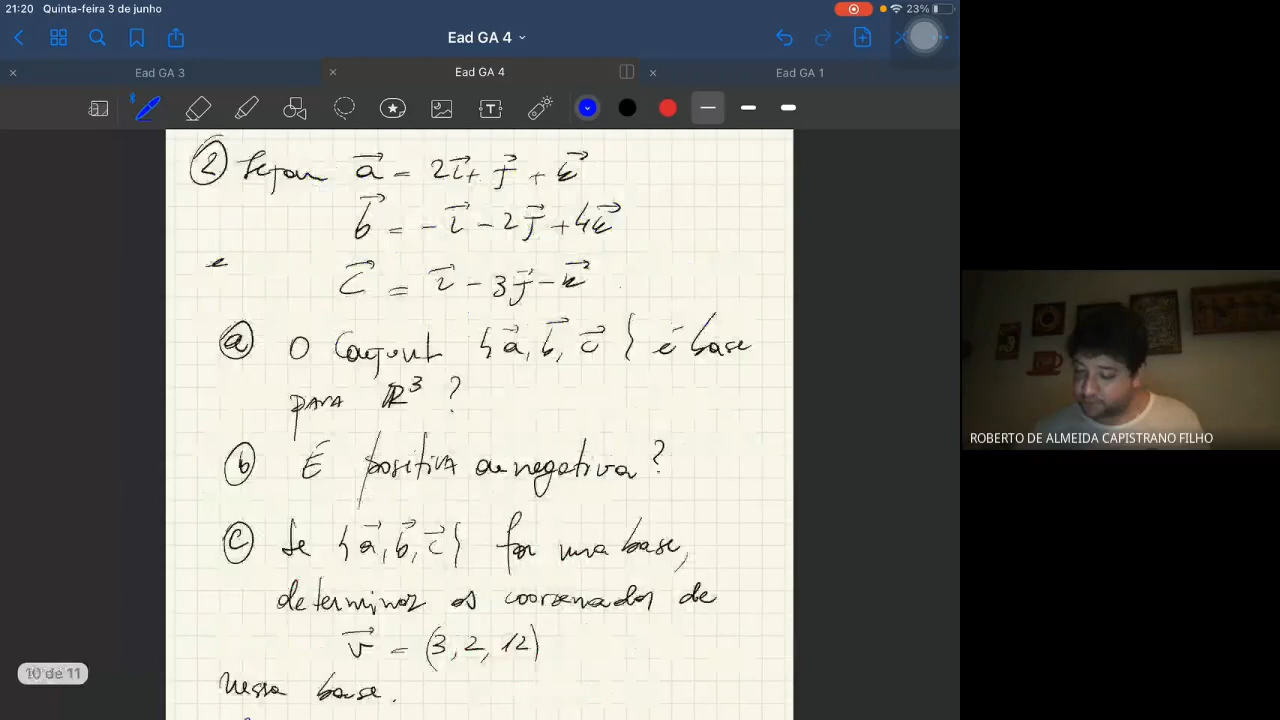 21:20 Quinta-feira 3 de junho
23%
Ead GA 4
Ead GA 3
Ead GA 4
Ead GA 1
② Sejam a⃗ = 2i⃗ + j⃗ + k⃗
b⃗ = -i⃗ - 2j⃗ + 4k⃗
e
c⃗ = i⃗ - 3j⃗ - k⃗
ⓐ O conjunt {a⃗, b⃗, c⃗} é base
para ℝ³ ?
ⓑ É positiva ou negativa?
ⓒ Se {a⃗, b⃗, c⃗} for uma base,
determinar as coordenadas de
v⃗ = (3, 2, 12)
nessa base.
10 de 11
ROBERTO DE ALMEIDA CAPISTRANO FILHO